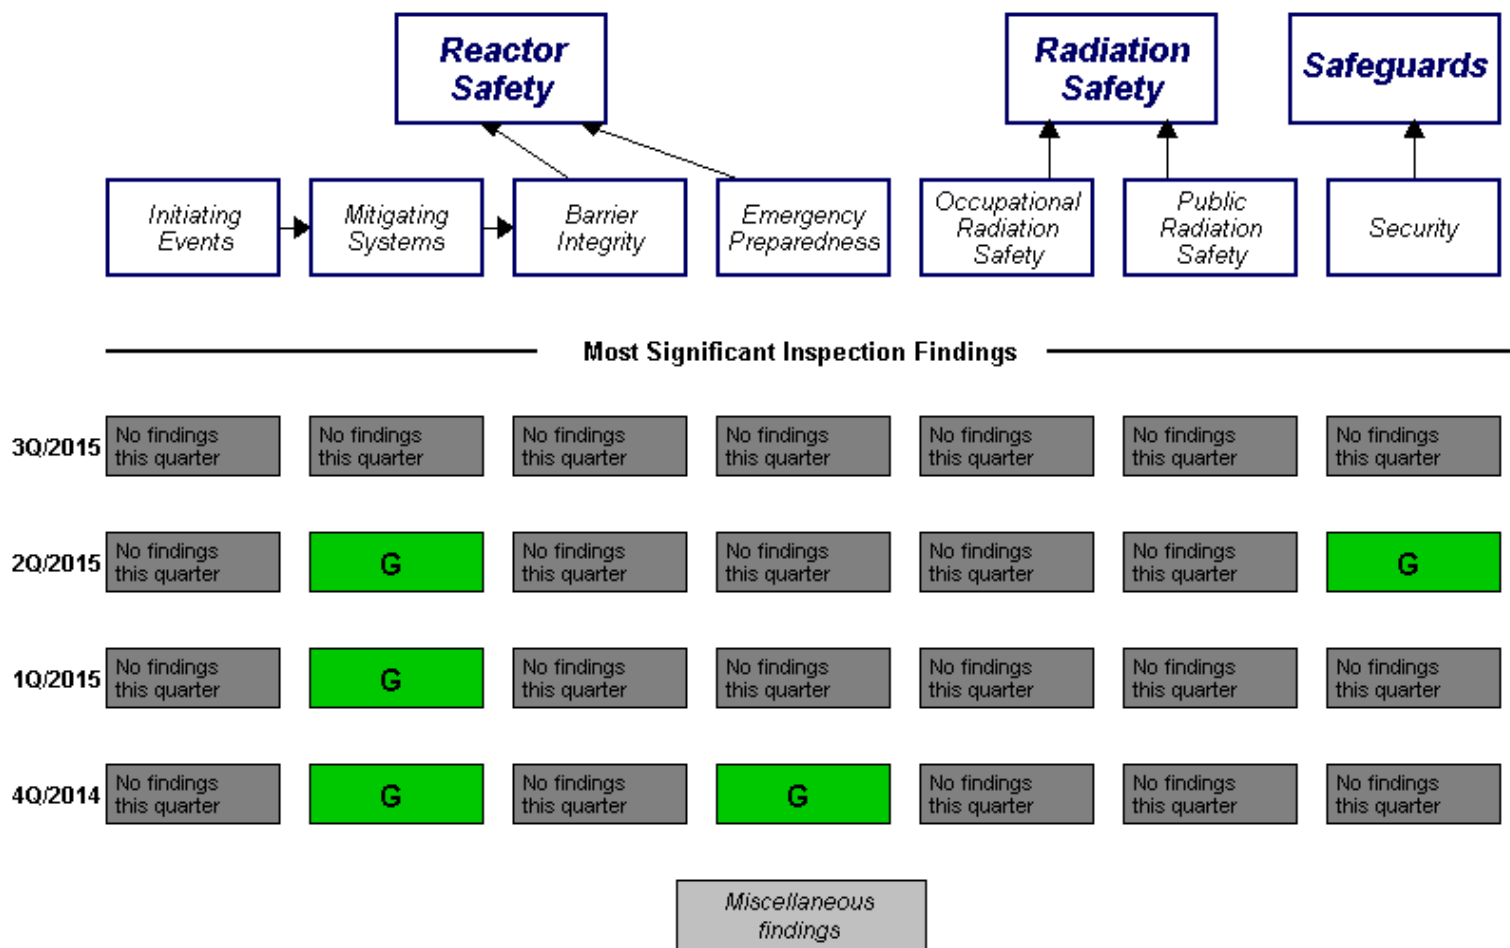 Reactor
Safety
Radiation
Safety
Safeguards
Initiating
Events
Mitigating
Systems
Barrier
Integrity
Emergency
Preparedness
Occupational
Radiation
Safety
Public
Radiation
Safety
Security
Most Significant Inspection Findings
3Q/2015
No findings
this quarter
No findings
this quarter
No findings
this quarter
No findings
this quarter
No findings
this quarter
No findings
this quarter
No findings
this quarter
2Q/2015
No findings
this quarter
G
No findings
this quarter
No findings
this quarter
No findings
this quarter
No findings
this quarter
G
1Q/2015
No findings
this quarter
G
No findings
this quarter
No findings
this quarter
No findings
this quarter
No findings
this quarter
No findings
this quarter
4Q/2014
No findings
this quarter
G
No findings
this quarter
G
No findings
this quarter
No findings
this quarter
No findings
this quarter
Miscellaneous
findings